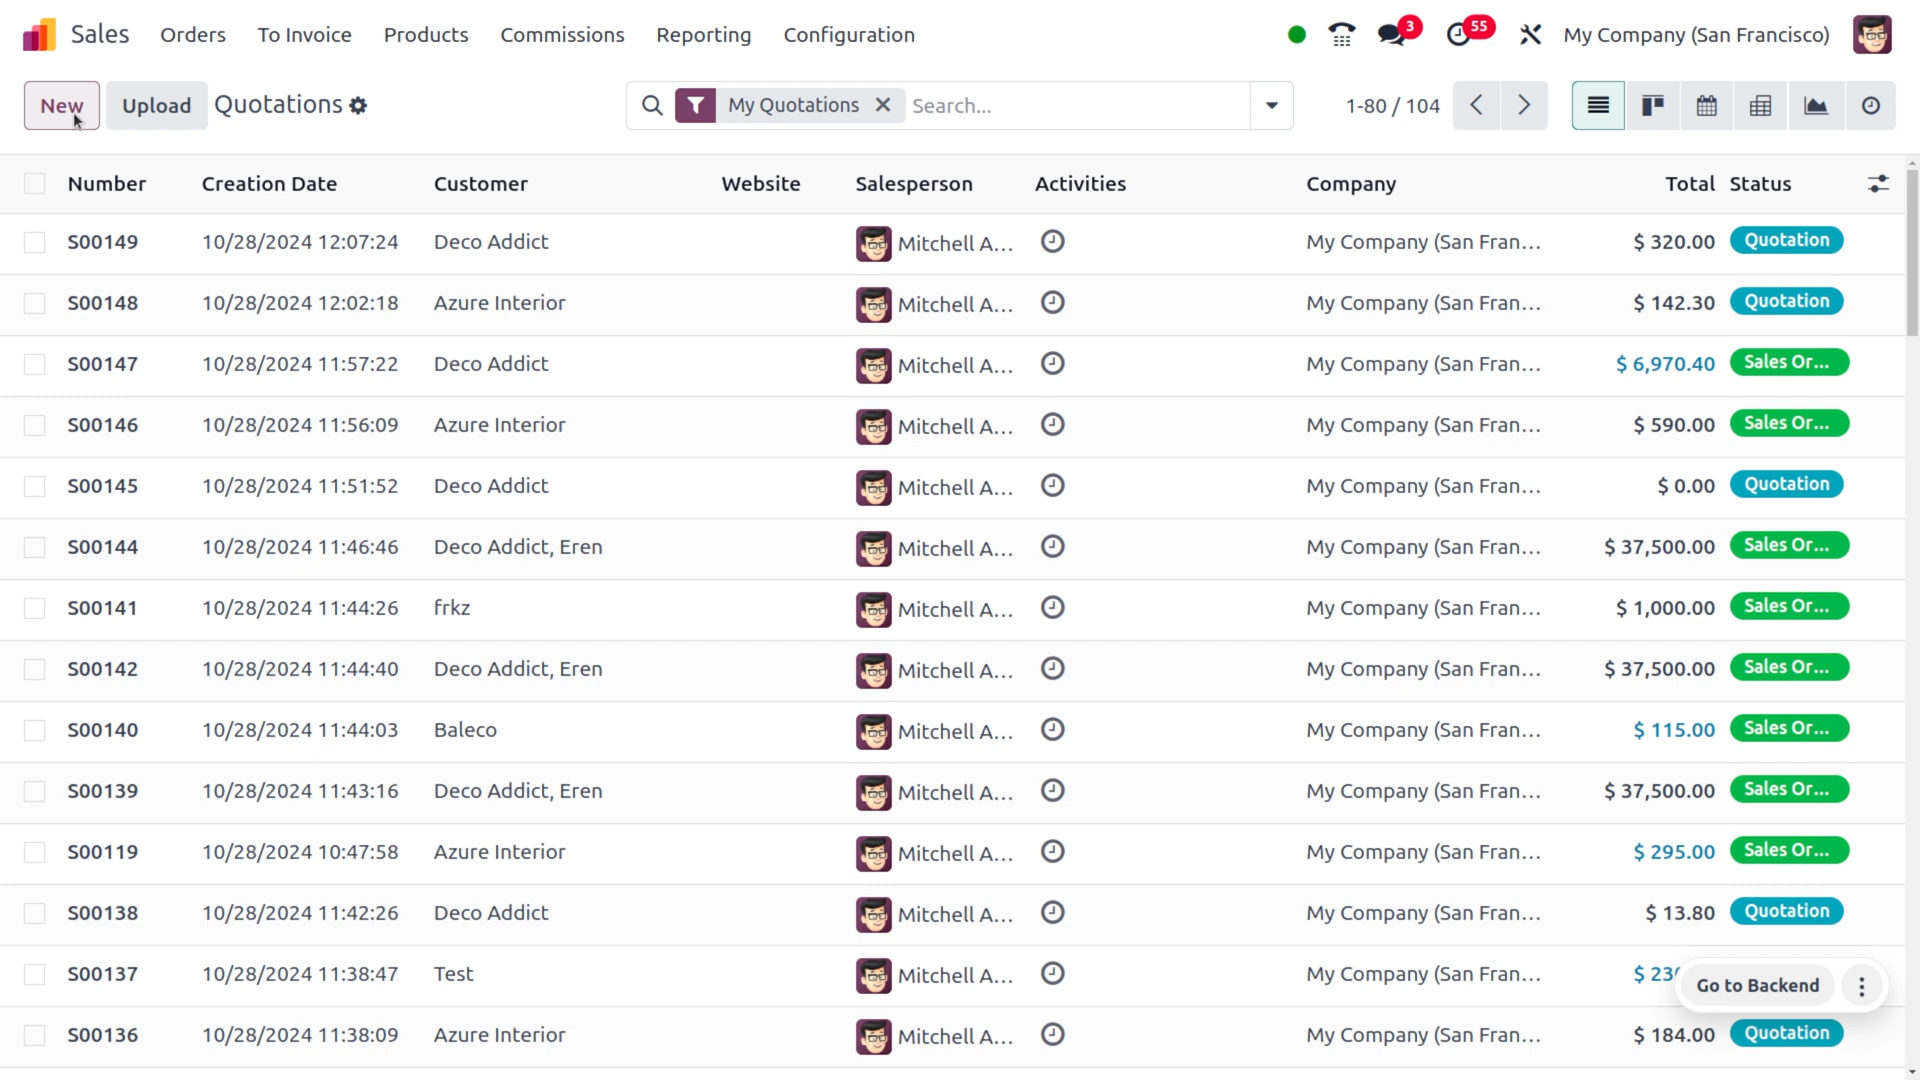 Sales Orders To Invoice Products Commissions Reporting Configuration 3 55 My Company (San Francisco)
New Upload Quotations My Quotations Search... 1-80 / 104
Number Creation Date Customer Website Salesperson Activities Company Total Status
S00149 10/28/2024 12:07:24 Deco Addict Mitchell A... My Company (San Fran... $ 320.00 Quotation
S00148 10/28/2024 12:02:18 Azure Interior Mitchell A... My Company (San Fran... $ 142.30 Quotation
S00147 10/28/2024 11:57:22 Deco Addict Mitchell A... My Company (San Fran... $ 6,970.40 Sales Or...
S00146 10/28/2024 11:56:09 Azure Interior Mitchell A... My Company (San Fran... $ 590.00 Sales Or...
S00145 10/28/2024 11:51:52 Deco Addict Mitchell A... My Company (San Fran... $ 0.00 Quotation
S00144 10/28/2024 11:46:46 Deco Addict, Eren Mitchell A... My Company (San Fran... $ 37,500.00 Sales Or...
S00141 10/28/2024 11:44:26 frkz Mitchell A... My Company (San Fran... $ 1,000.00 Sales Or...
S00142 10/28/2024 11:44:40 Deco Addict, Eren Mitchell A... My Company (San Fran... $ 37,500.00 Sales Or...
S00140 10/28/2024 11:44:03 Baleco Mitchell A... My Company (San Fran... $ 115.00 Sales Or...
S00139 10/28/2024 11:43:16 Deco Addict, Eren Mitchell A... My Company (San Fran... $ 37,500.00 Sales Or...
S00119 10/28/2024 10:47:58 Azure Interior Mitchell A... My Company (San Fran... $ 295.00 Sales Or...
S00138 10/28/2024 11:42:26 Deco Addict Mitchell A... My Company (San Fran... $ 13.80 Quotation
S00137 10/28/2024 11:38:47 Test Mitchell A... My Company (San Fran... $ Go to Backend
S00136 10/28/2024 11:38:09 Azure Interior Mitchell A... My Company (San Fran... $ 184.00 Quotation